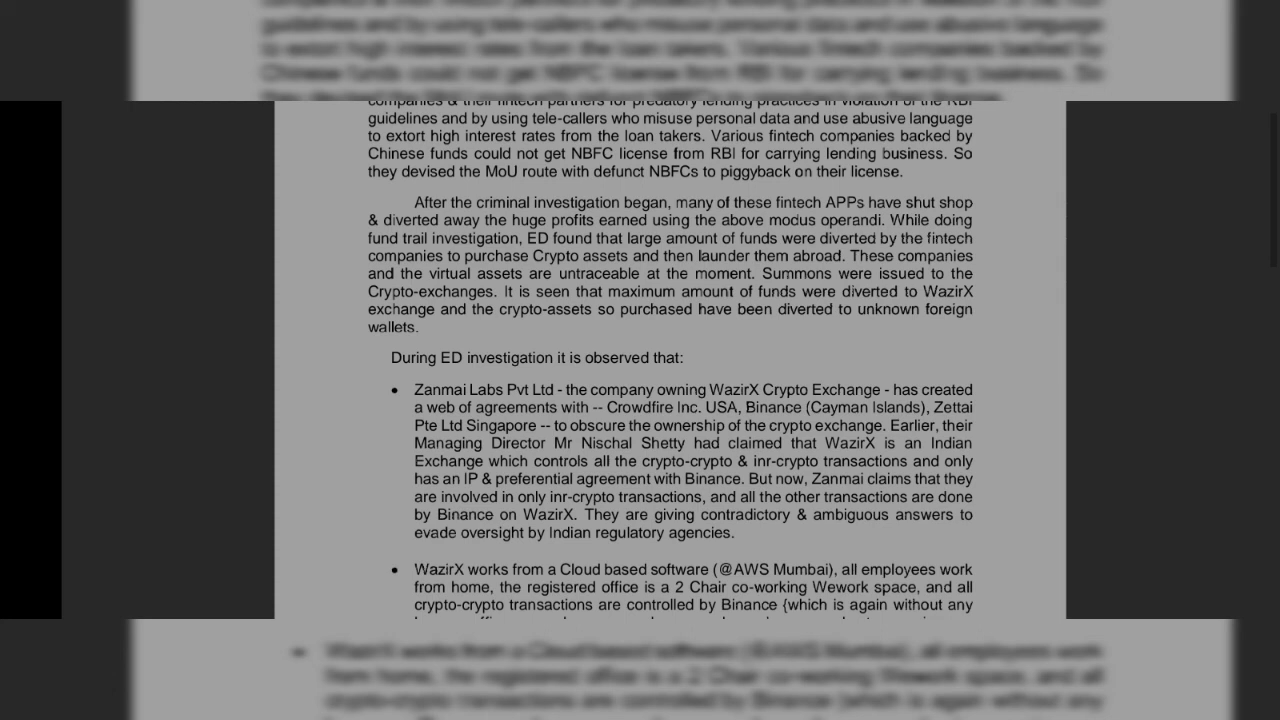 companies & their fintech partners for predatory lending practices in violation of the RBI
guidelines and by using tele-callers who misuse personal data and use abusive language
to extort high interest rates from the loan takers. Various fintech companies backed by
Chinese funds could not get NBFC license from RBI for carrying lending business. So
they devised the MoU route with defunct NBFCs to piggyback on their license.
After the criminal investigation began, many of these fintech APPs have shut shop
& diverted away the huge profits earned using the above modus operandi. While doing
fund trail investigation, ED found that large amount of funds were diverted by the fintech
companies to purchase Crypto assets and then launder them abroad. These companies
and the virtual assets are untraceable at the moment. Summons were issued to the
Crypto-exchanges. It is seen that maximum amount of funds were diverted to WazirX
exchange and the crypto-assets so purchased have been diverted to unknown foreign
wallets.
During ED investigation it is observed that:
• Zanmai Labs Pvt Ltd - the company owning WazirX Crypto Exchange - has created
a web of agreements with -- Crowdfire Inc. USA, Binance (Cayman Islands), Zettai
Pte Ltd Singapore -- to obscure the ownership of the crypto exchange. Earlier, their
Managing Director Mr Nischal Shetty had claimed that WazirX is an Indian
Exchange which controls all the crypto-crypto & inr-crypto transactions and only
has an IP & preferential agreement with Binance. But now, Zanmai claims that they
are involved in only inr-crypto transactions, and all the other transactions are done
by Binance on WazirX. They are giving contradictory & ambiguous answers to
evade oversight by Indian regulatory agencies.
• WazirX works from a Cloud based software (@AWS Mumbai), all employees work
from home, the registered office is a 2 Chair co-working Wework space, and all
crypto-crypto transactions are controlled by Binance {which is again without any